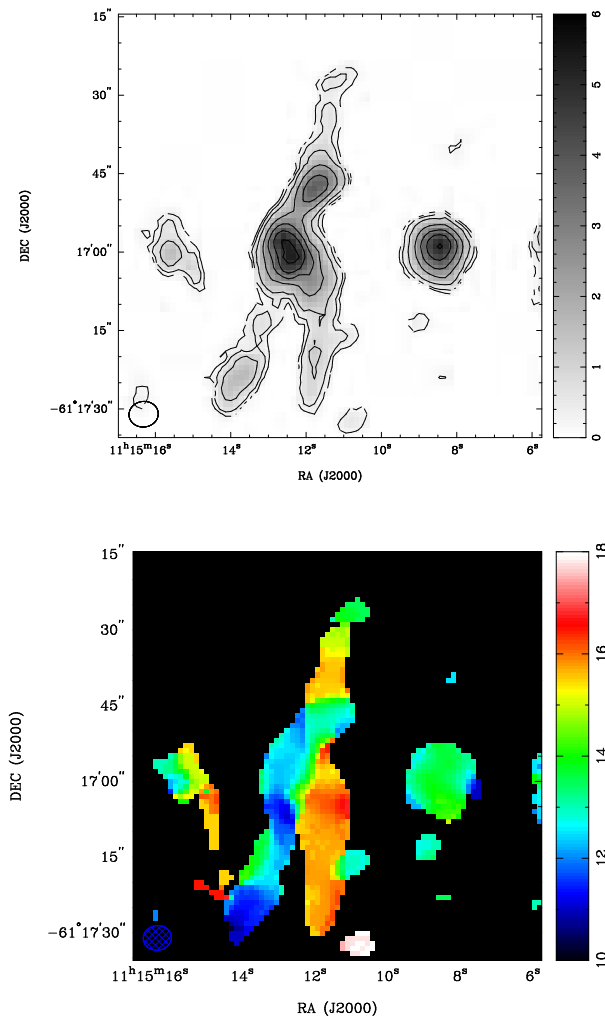 15"
30"
45"
17'00"
15"
-61°17'30"
11h15m16s 14s 12s 10s 8s 6s
RA (J2000)
DEC (J2000)
0 1 2 3 4 5 6
15"
30"
45"
17'00"
15"
-61°17'30"
11h15m16s 14s 12s 10s 8s 6s
RA (J2000)
DEC (J2000)
10 12 14 16 18